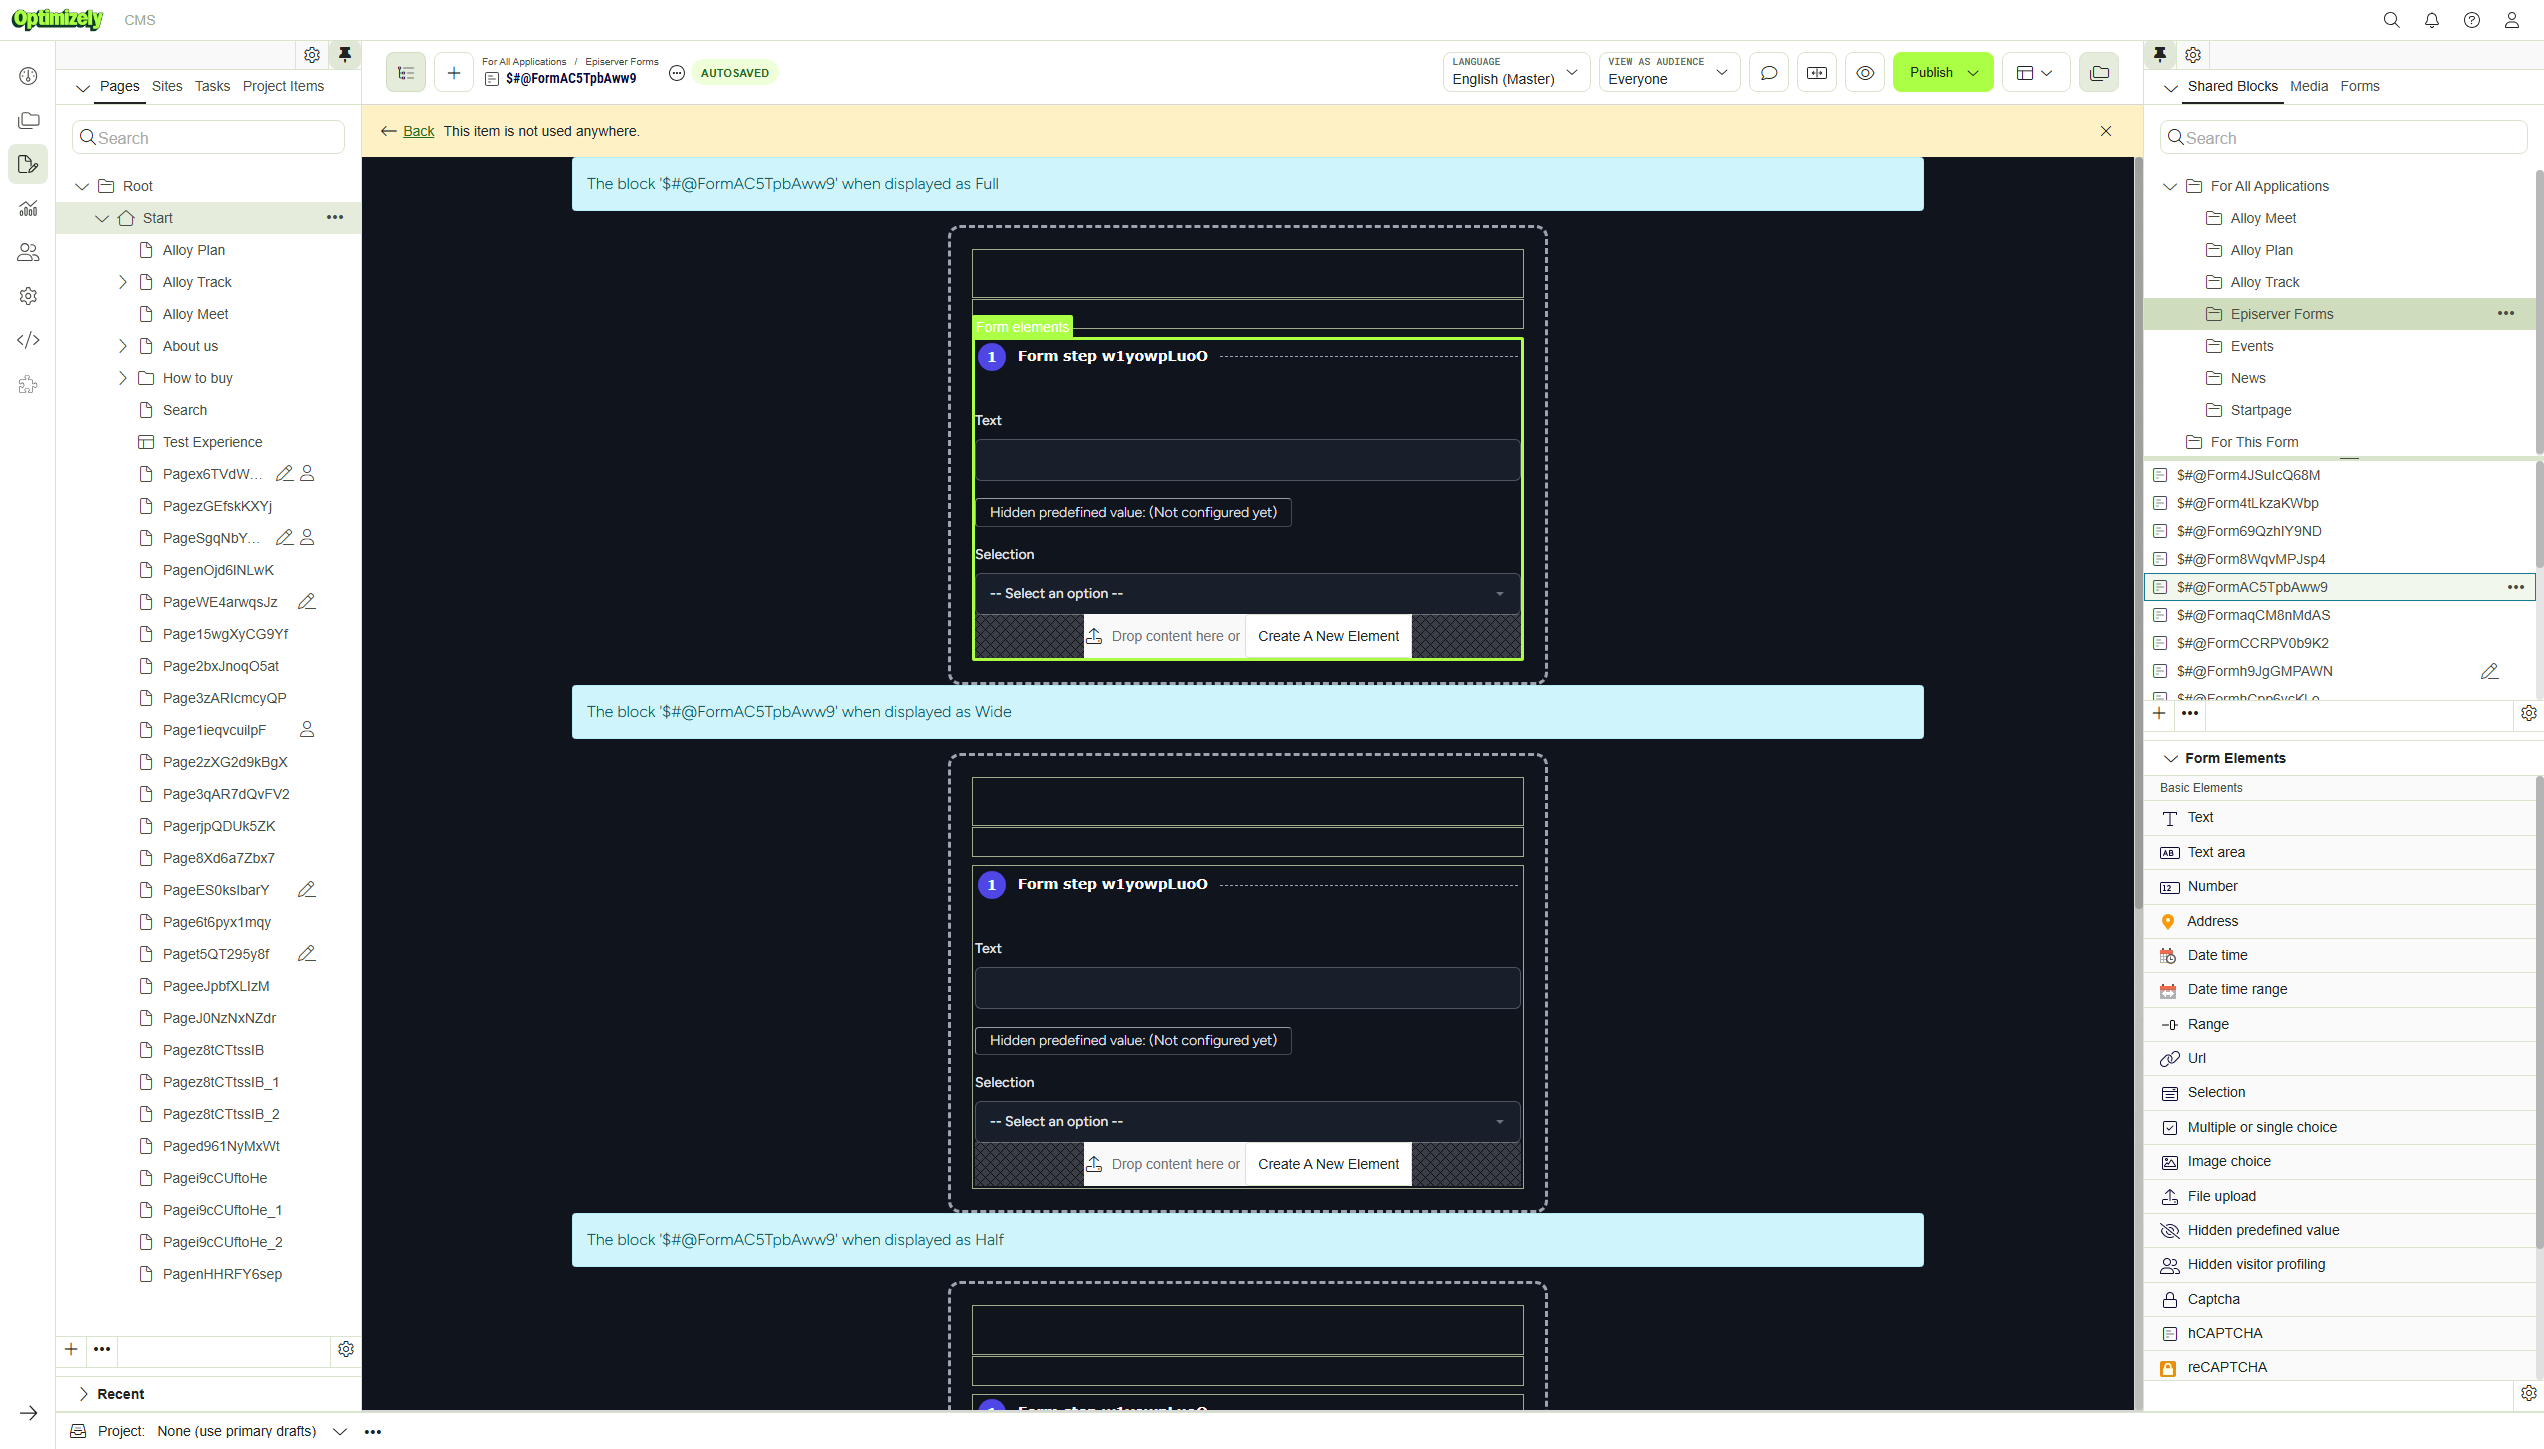 Optimizely
CMS
Pages
Sites
Tasks
Project Items
Search
Root
Start
Alloy Plan
Alloy Track
Alloy Meet
About us
How to buy
Search
Test Experience
Pagex6TVdW...
PagezGEfskKXYj
PageSgqNbY...
PagenOjd6lNLwK
PageWE4arwqsJz
Page15wgXyCG9Yf
Page2bxJnoqO5at
Page3zARIcmcyQP
Page1ieqvcuilpF
Page2zXG2d9kBgX
Page3qAR7dQvFV2
PagerjpQDUk5ZK
Page8Xd6a7Zbx7
PageES0kslbarY
Page6t6pyx1mqy
Paget5QT295y8f
PageeJpbfXLIzM
PageJ0NzNxNZdr
Pagez8tCTtssIB
Pagez8tCTtssIB_1
Pagez8tCTtssIB_2
Paged961NyMxWt
Pagei9cCUftoHe
Pagei9cCUftoHe_1
Pagei9cCUftoHe_2
PagenHHRFY6sep
Recent
Project: None (use primary drafts)
For All Applications / Episerver Forms
$#@FormAC5TpbAww9
AUTOSAVED
LANGUAGE
English (Master)
VIEW AS AUDIENCE
Everyone
Publish
Back This item is not used anywhere.
The block '$#@FormAC5TpbAww9' when displayed as Full
Form elements
1 Form step w1yowpLuoO
Text
Hidden predefined value: (Not configured yet)
Selection
-- Select an option --
Drop content here or Create A New Element
The block '$#@FormAC5TpbAww9' when displayed as Wide
1 Form step w1yowpLuoO
Text
Hidden predefined value: (Not configured yet)
Selection
-- Select an option --
Drop content here or Create A New Element
The block '$#@FormAC5TpbAww9' when displayed as Half
1 Form step w1yowpLuoO
Shared Blocks
Media
Forms
Search
For All Applications
Alloy Meet
Alloy Plan
Alloy Track
Episerver Forms
Events
News
Startpage
For This Form
$#@Form4JSulcQ68M
$#@Form4tLkzaKWbp
$#@Form69QzhIY9ND
$#@Form8WqvMPJsp4
$#@FormAC5TpbAww9
$#@FormaqCM8nMdAS
$#@FormCCRPV0b9K2
$#@Formh9JgGMPAWN
Form Elements
Basic Elements
Text
Text area
Number
Address
Date time
Date time range
Range
Url
Selection
Multiple or single choice
Image choice
File upload
Hidden predefined value
Hidden visitor profiling
Captcha
hCAPTCHA
reCAPTCHA